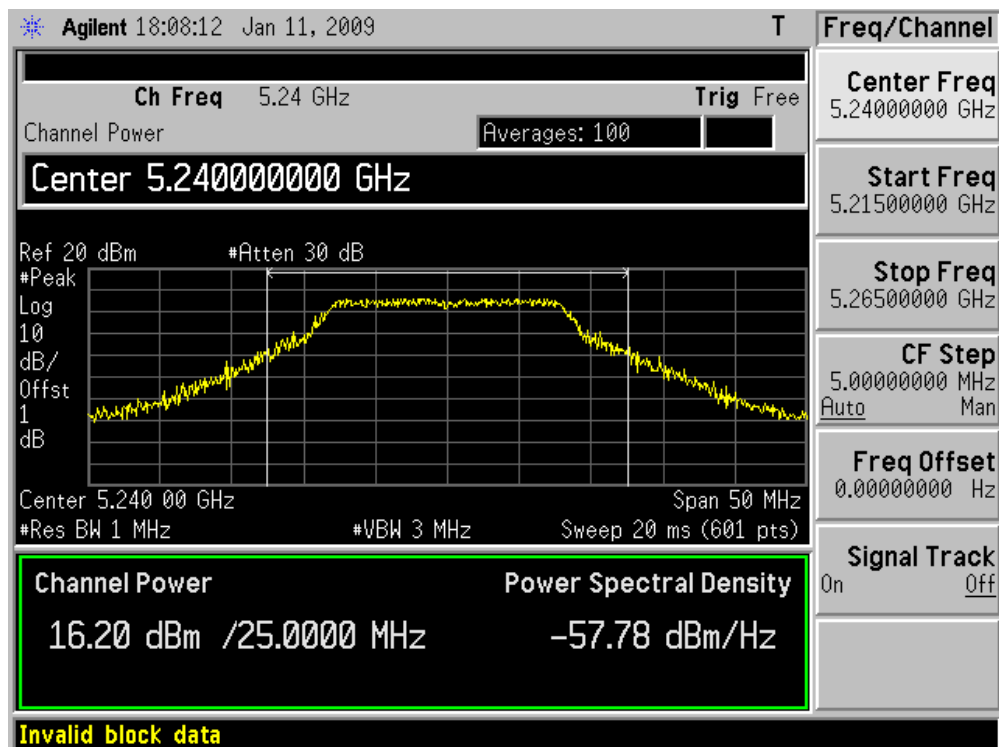 Agilent 18:08:12 Jan 11, 2009 T
Freq/Channel
Ch Freq 5.24 GHz Trig Free
Channel Power Averages: 100
Center 5.240000000 GHz
Ref 20 dBm #Atten 30 dB
#Peak
Log
10
dB/
Offst
1
dB
Center 5.240 00 GHz Span 50 MHz
#Res BW 1 MHz #VBW 3 MHz Sweep 20 ms (601 pts)
Channel Power Power Spectral Density
16.20 dBm /25.0000 MHz -57.78 dBm/Hz
Center Freq
5.24000000 GHz
Start Freq
5.21500000 GHz
Stop Freq
5.26500000 GHz
CF Step
5.00000000 MHz
Auto Man
Freq Offset
0.00000000 Hz
Signal Track
On Off
Invalid block data